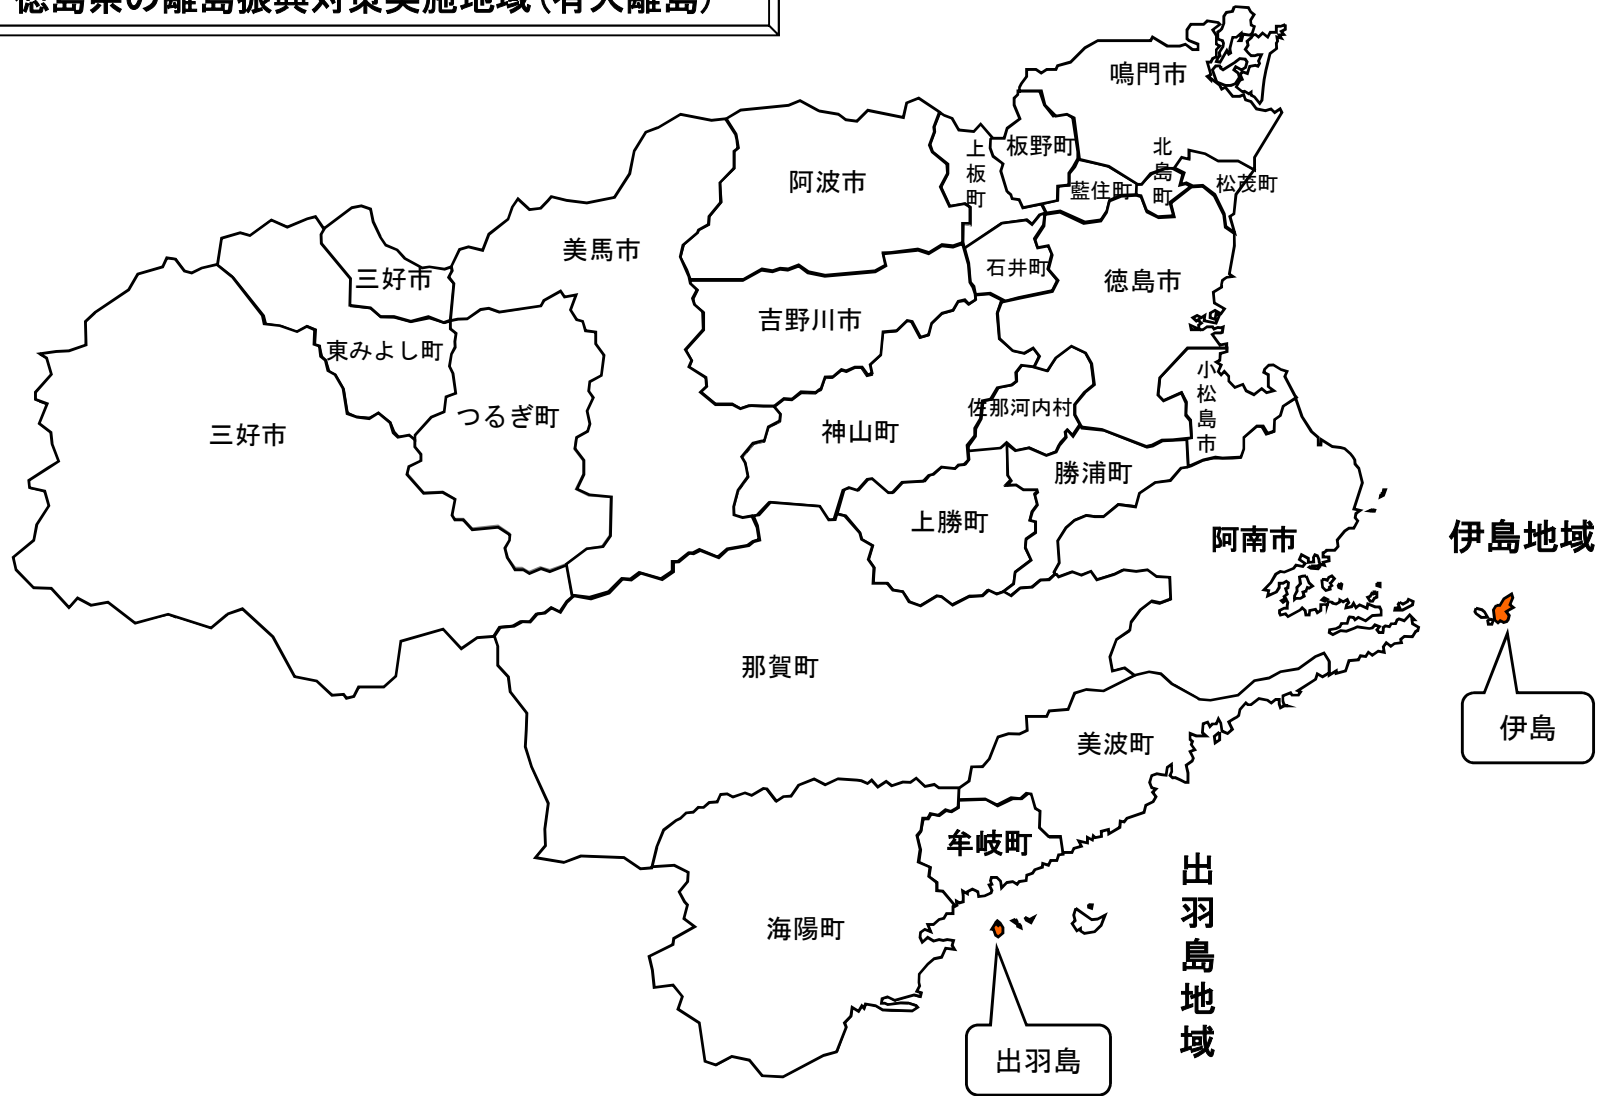 徳島県の離島振興対策実施地域(有人離島)
鳴門市
北島町
板野町
上板町
松茂町
藍住町
阿波市
美馬市
石井町
徳島市
三好市
吉野川市
東みよし町
小松島市
つるぎ町
佐那河内村
神山町
三好市
勝浦町
上勝町
阿南市
伊島地域
那賀町
伊島
美波町
牟岐町
出羽島地域
海陽町
出羽島